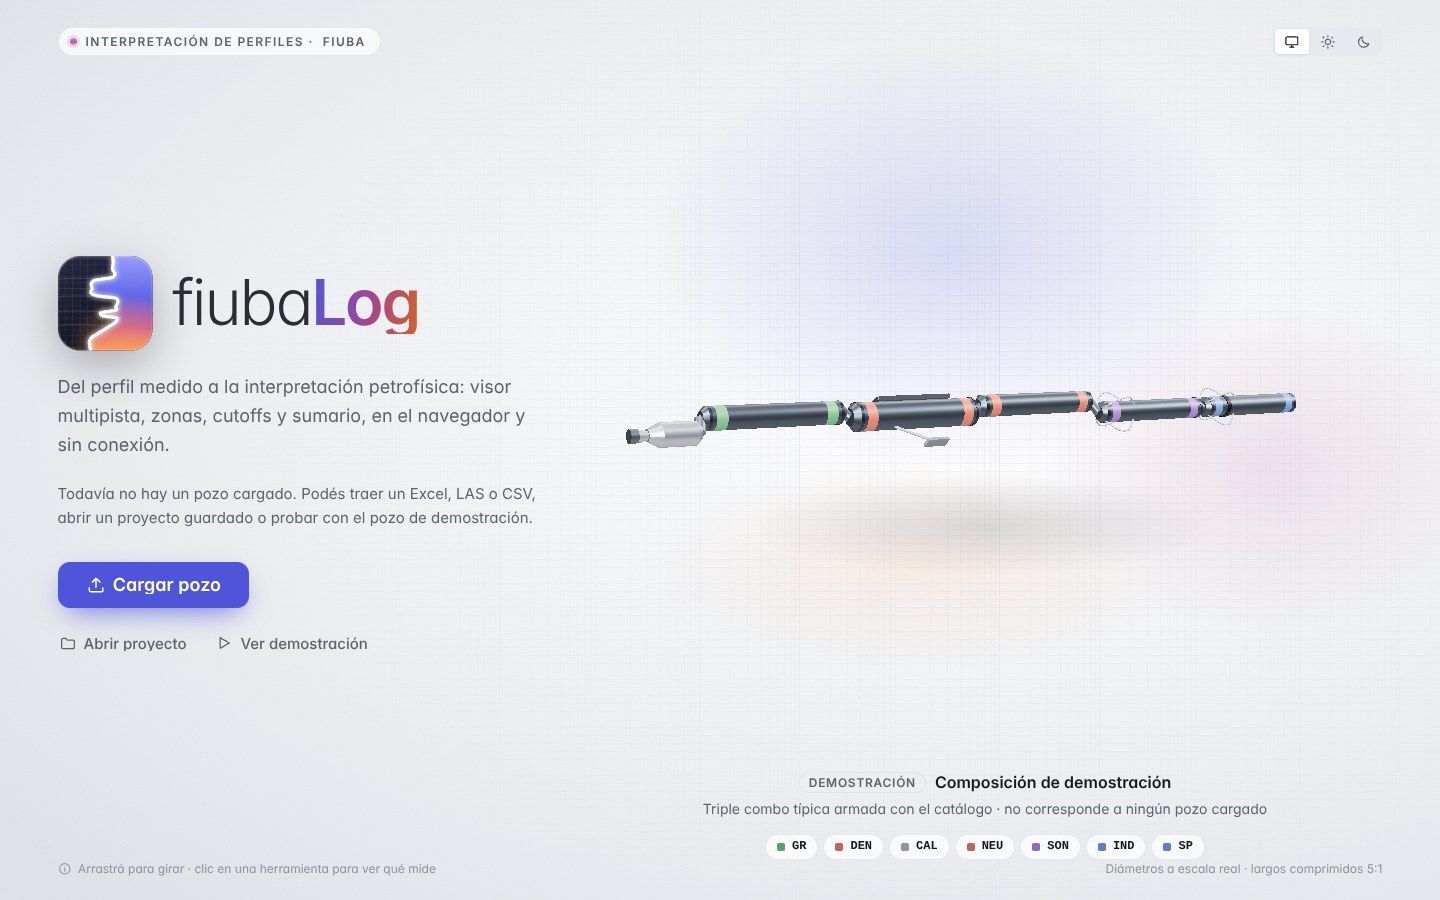 INTERPRETACIÓN DE PERFILES · FIUBA
fiubaLog
Del perfil medido a la interpretación petrofísica: visor
multipista, zonas, cutoffs y sumario, en el navegador y
sin conexión.
Todavía no hay un pozo cargado. Podés traer un Excel, LAS o CSV,
abrir un proyecto guardado o probar con el pozo de demostración.
Cargar pozo
Abrir proyecto Ver demostración
DEMOSTRACIÓN Composición de demostración
Triple combo típica armada con el catálogo · no corresponde a ningún pozo cargado
GR DEN CAL NEU SON IND SP
Arrastrá para girar · clic en una herramienta para ver qué mide
Diámetros a escala real · largos comprimidos 5:1